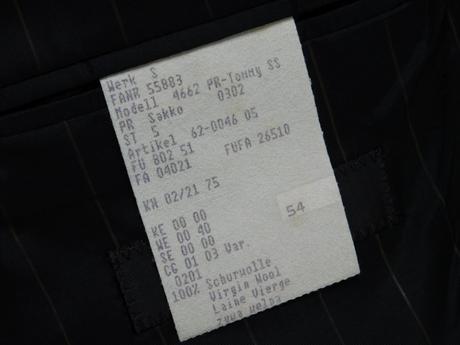 Werk S
FANR 55883
Modell 4662 PR-Tommy SS
PR Sakko 0302
ST 5
Artikel 62-0046 05
FU 802 51 FUFA 26510
FA 04021
KW 02/21 75
KE 00 00
WE 00 40
SE 00 00
CG 01 03 Var.
0201
54
100% Schurwolle
Virgin Wool
Laine Vierge